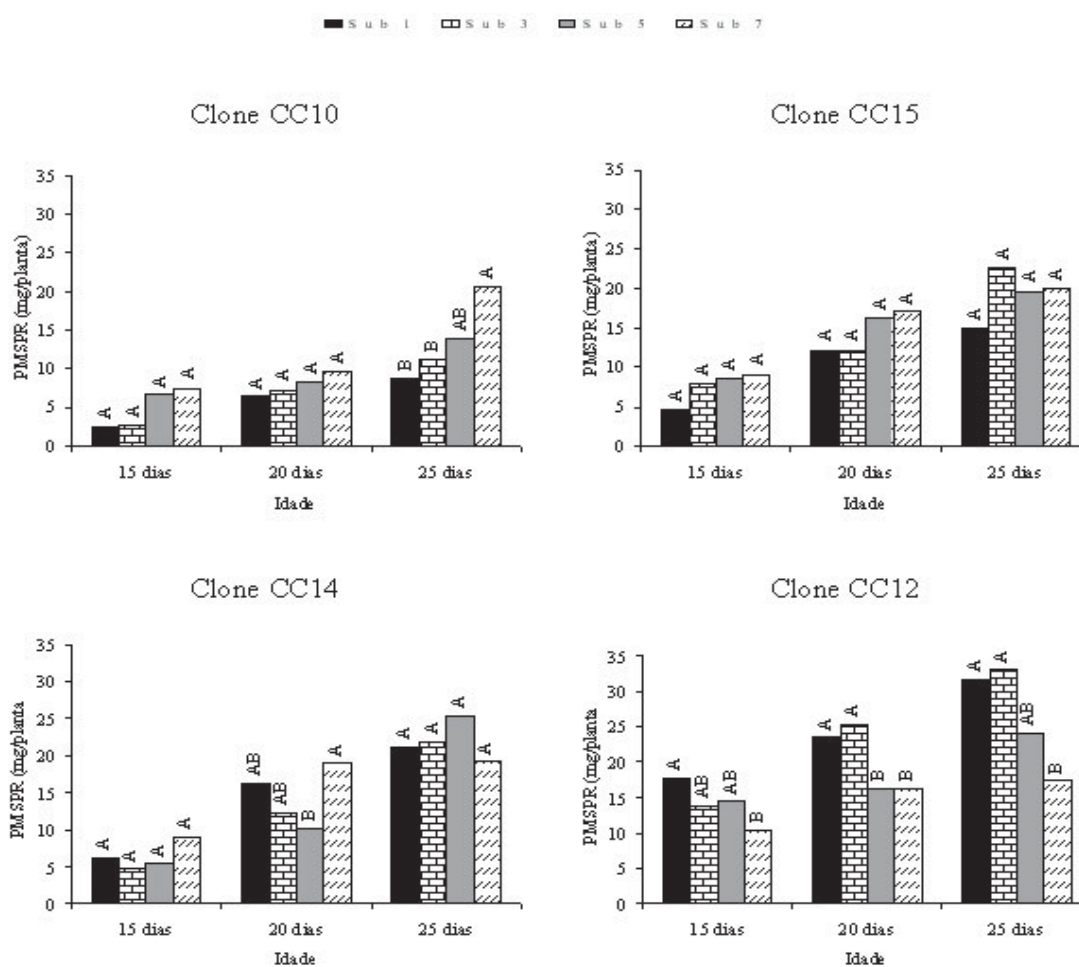 Sub 1 Sub 3 Sub 5 Sub 7
Clone CC10
PMSPR (mg/planta)
35
30
25
20
15
10
5
0
A A A A
A A A A
B B AB A
15 dias 20 dias 25 dias
Idade
Clone CC15
PMSPR (mg/planta)
35
30
25
20
15
10
5
0
A A A A
A A A A
A A A A
15 dias 20 dias 25 dias
Idade
Clone CC14
PMSPR (mg/planta
35
30
25
20
15
10
5
0
A A A A
AB AB B A
A A A A
15 dias 20 dias 25 dias
Idade
Clone CC12
PMSPR (mg/planta
35
30
25
20
15
10
5
0
A AB AB B
A A B B
A A AB B
15 dias 20 dias 25 dias
Idade